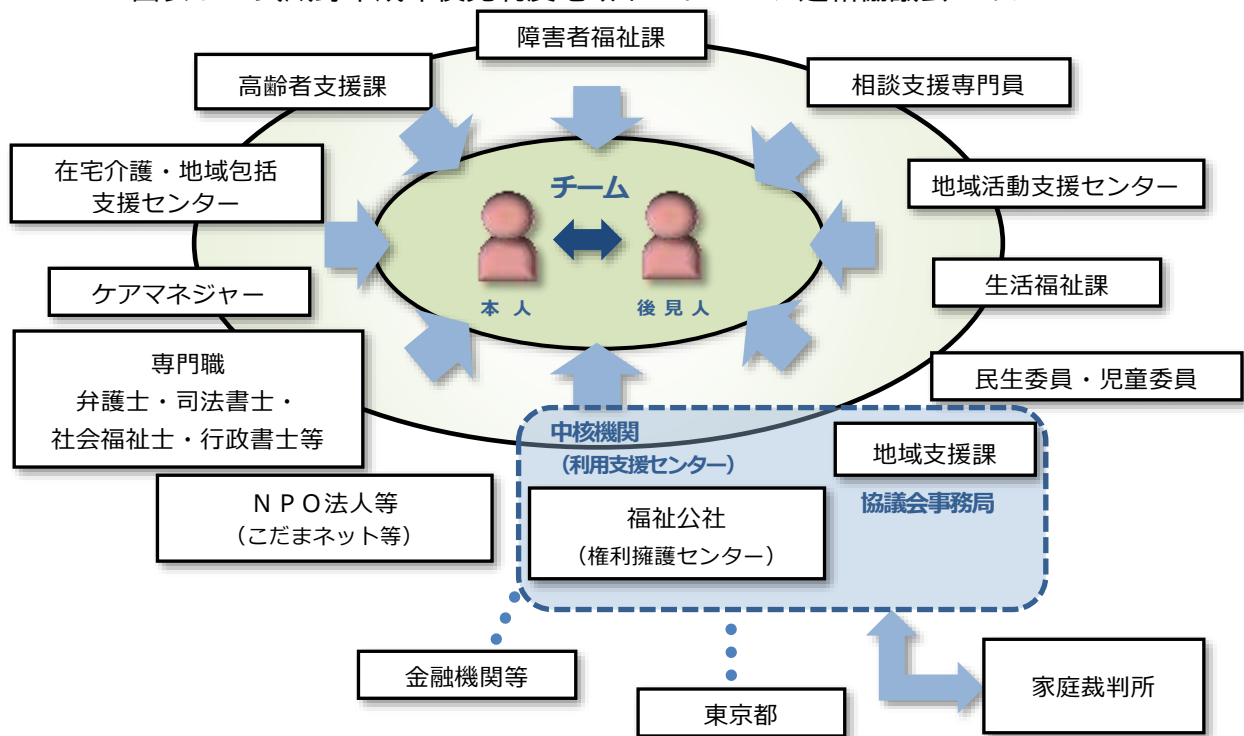 障害者福祉課
高齢者支援課
相談支援専門員
在宅介護・地域包括
支援センター
チーム
地域活動支援センター
本 人
後 見 人
ケアマネジャー
生活福祉課
専門職
弁護士・司法書士・
社会福祉士・行政書士等
民生委員・児童委員
中核機関
（利用支援センター）
地域支援課
協議会事務局
ＮＰＯ法人等
（こだまネット等）
福祉公社
（権利擁護センター）
金融機関等
東京都
家庭裁判所